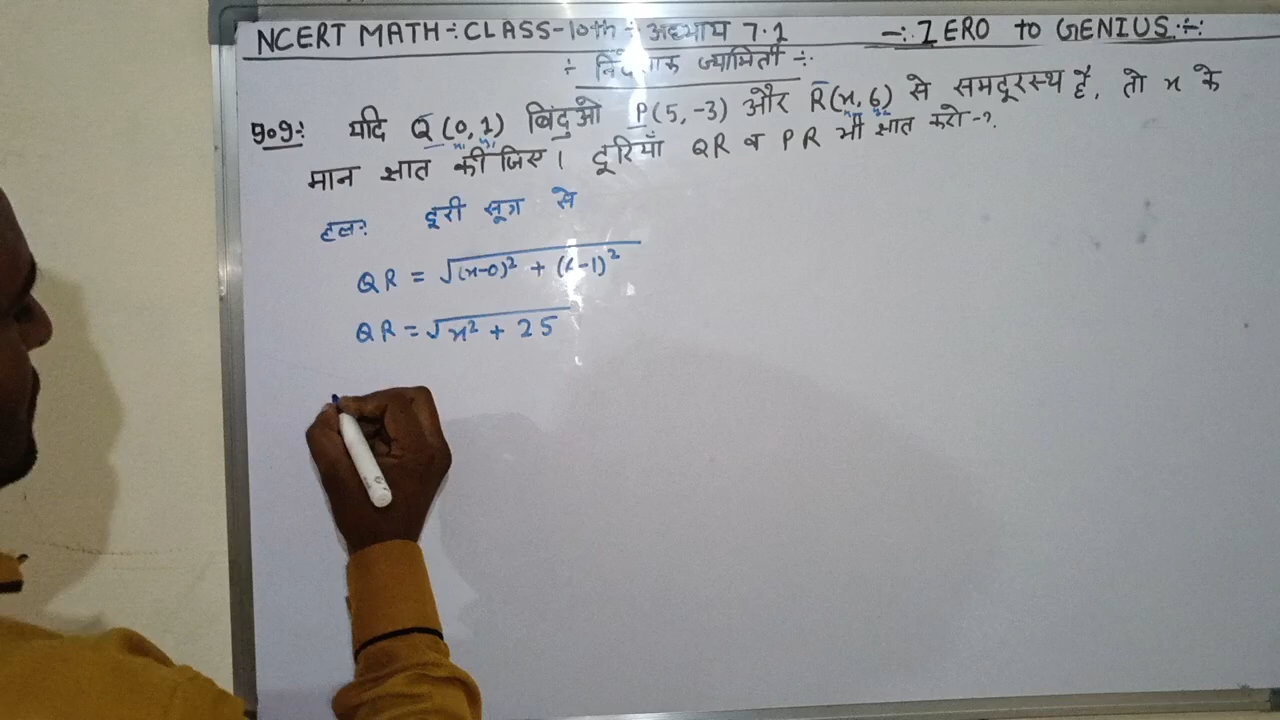 NCERT MATH÷CLASS-10th÷ अध्याय 7.1 -:ZERO to GENIUS÷:
÷ निर्देशांक ज्यामिती ÷:
प्र०9: यदि Q(0,1) बिंदुओ P(5,-3) और R(x,6) से समदूरस्थ हैं, तो x के
मान ज्ञात कीजिए। दूरियाँ QR व PR भी ज्ञात करो-?
हल: दूरी सूत्र से
QR = √(x-0)² + (6-1)²
QR = √x² + 25